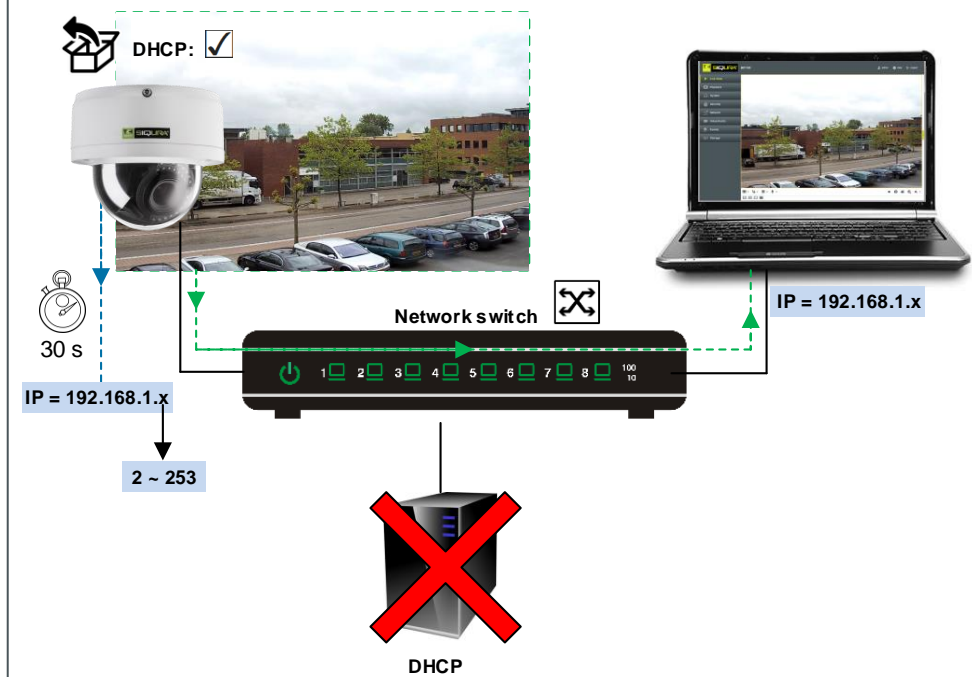 DHCP:
SIQURA
SIQURA
Network switch
IP = 192.168.1.x
30 s
1 2 3 4 5 6 7 8 100
10
IP = 192.168.1.x
2 ~ 253
DHCP